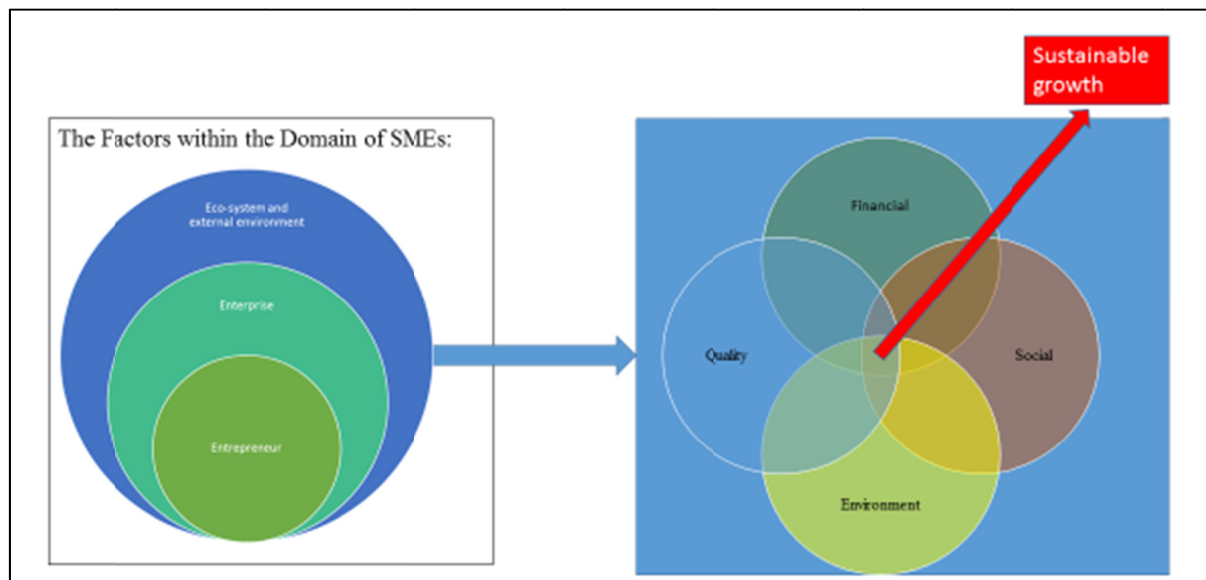 Sustainable
growth
The Factors within the Domain of SMEs:
Eco-system and
external environment
Enterprise
Entrepreneur
Financial
Quality
Social
Environment